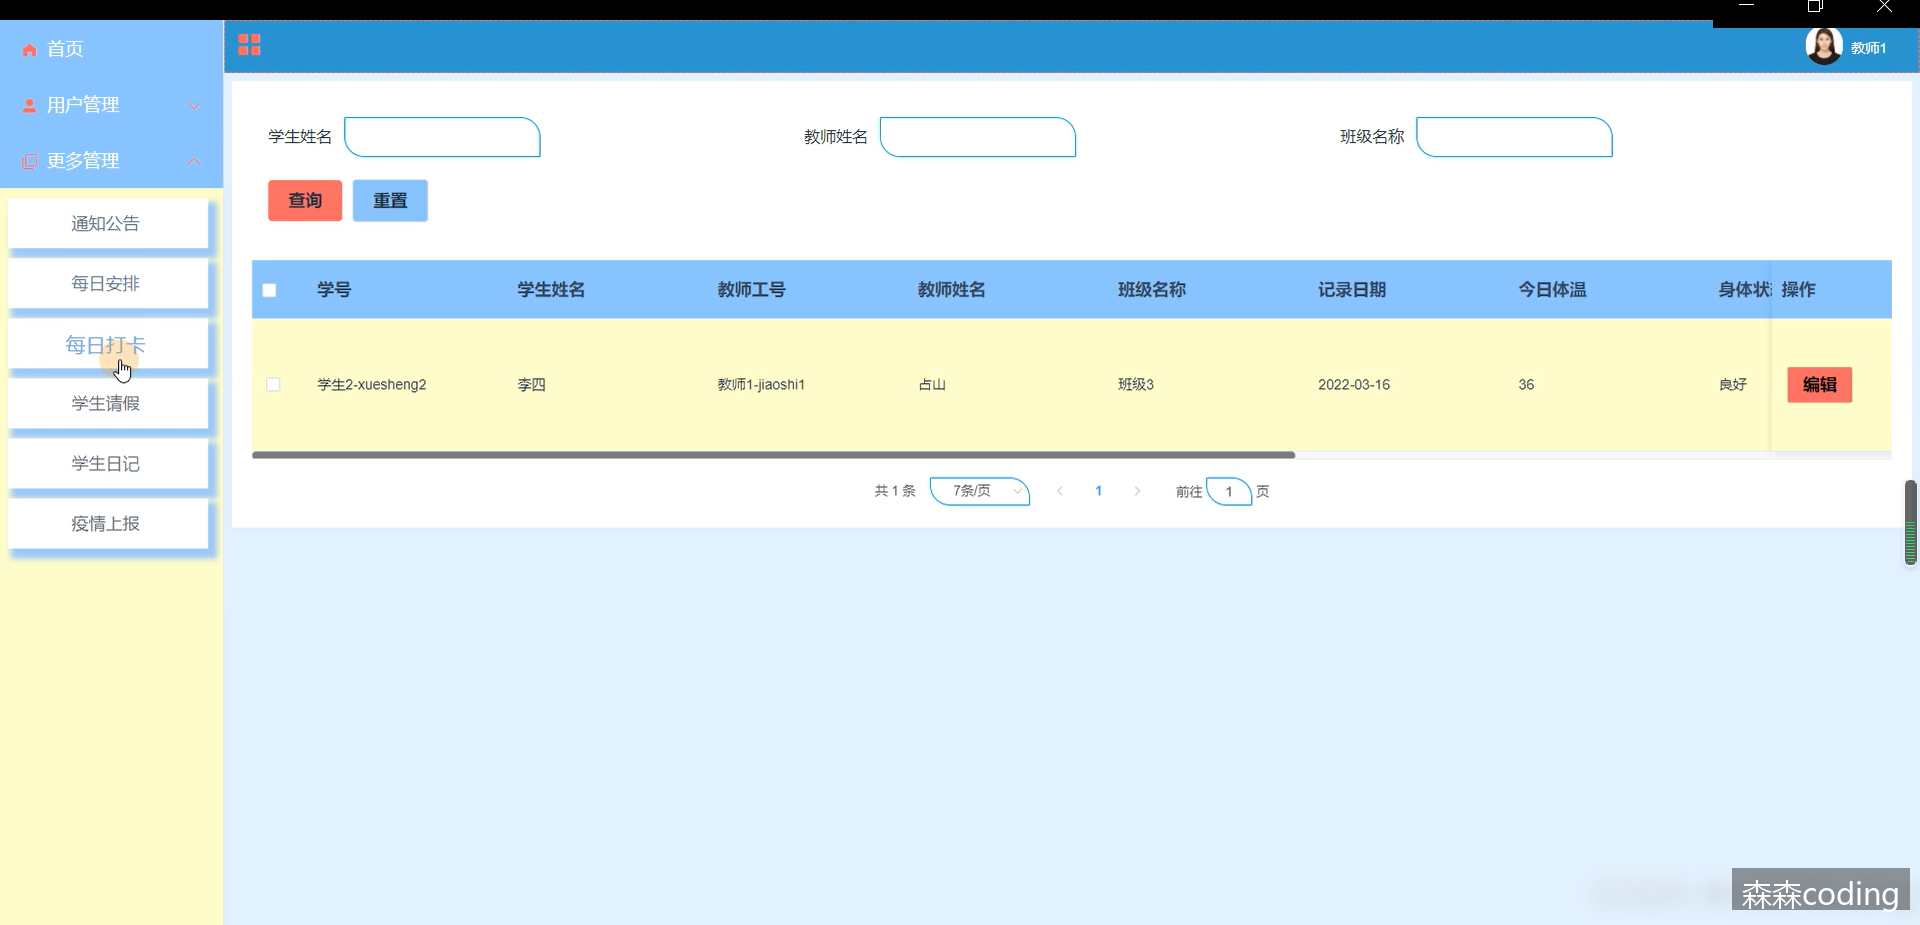 首页
教师1
用户管理
更多管理
通知公告
每日安排
每日打卡
学生请假
学生日记
疫情上报
学生姓名
教师姓名
班级名称
查询
重置
学号 学生姓名 教师工号 教师姓名 班级名称 记录日期 今日体温 身体状 操作
学生2-xuesheng2 李四 教师1-jiaoshi1 占山 班级3 2022-03-16 36 良好 编辑
共 1 条 7条/页 1 前往 1 页
森森coding